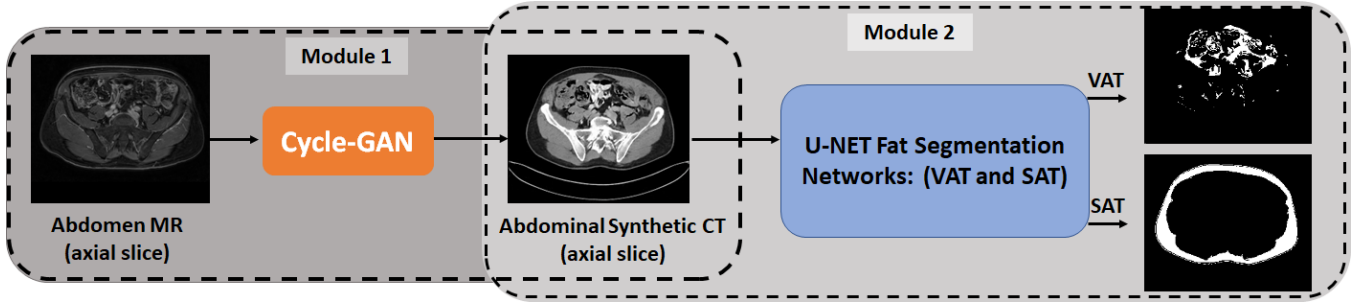 Module 1
Cycle-GAN
Abdomen MR
(axial slice)
Abdominal Synthetic CT
(axial slice)
Module 2
U-NET Fat Segmentation
Networks: (VAT and SAT)
VAT
SAT